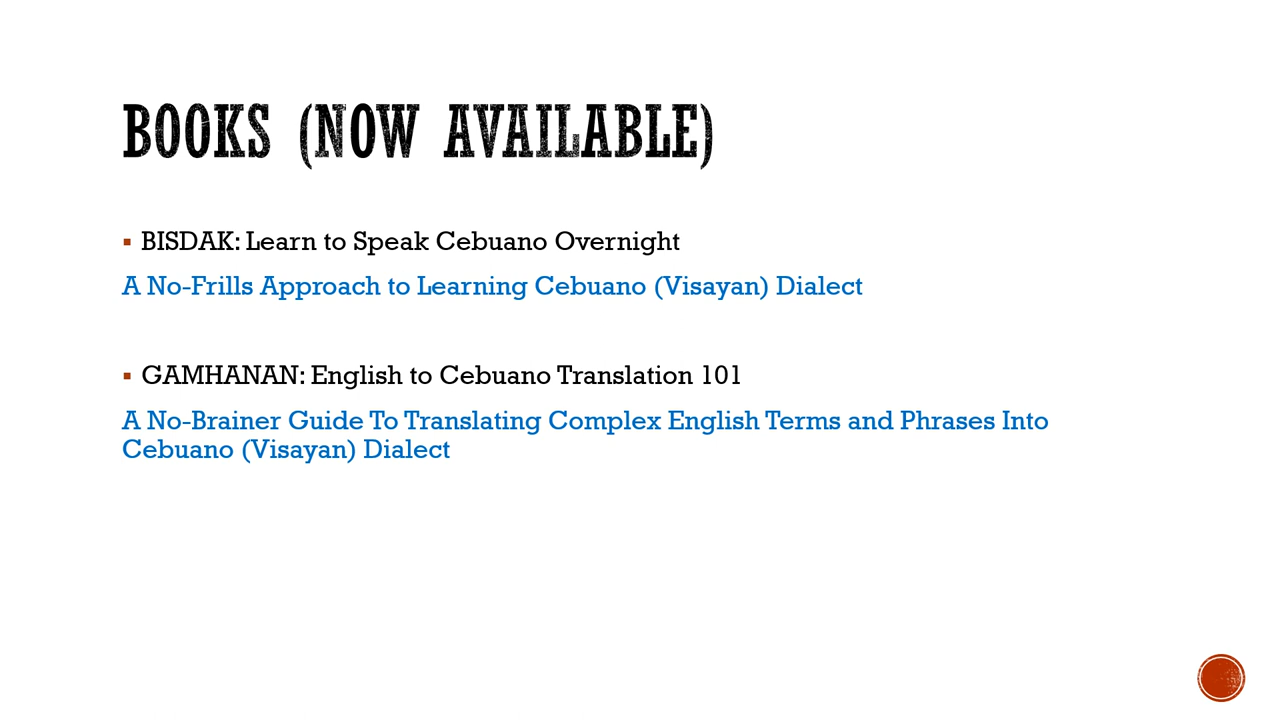 BOOKS (NOW AVAILABLE)
▪ BISDAK: Learn to Speak Cebuano Overnight
A No-Frills Approach to Learning Cebuano (Visayan) Dialect
▪ GAMHANAN: English to Cebuano Translation 101
A No-Brainer Guide To Translating Complex English Terms and Phrases Into
Cebuano (Visayan) Dialect